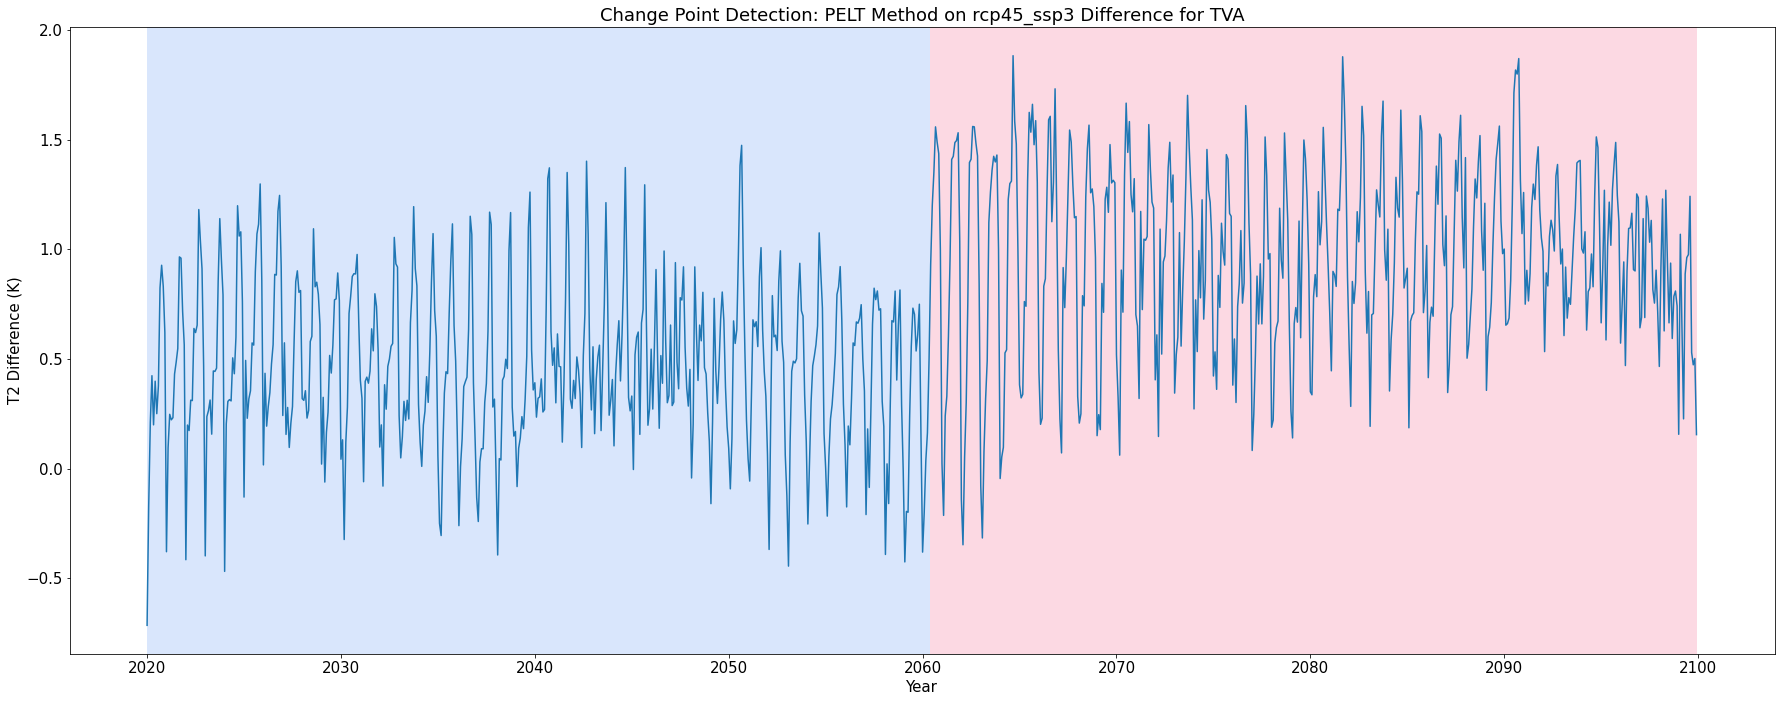 Change Point Detection: PELT Method on rcp45_ssp3 Difference for TVA
2.0
1.5
1.0
0.5
0.0
−0.5
T2 Difference (K)
2020 2030 2040 2050 2060 2070 2080 2090 2100
Year